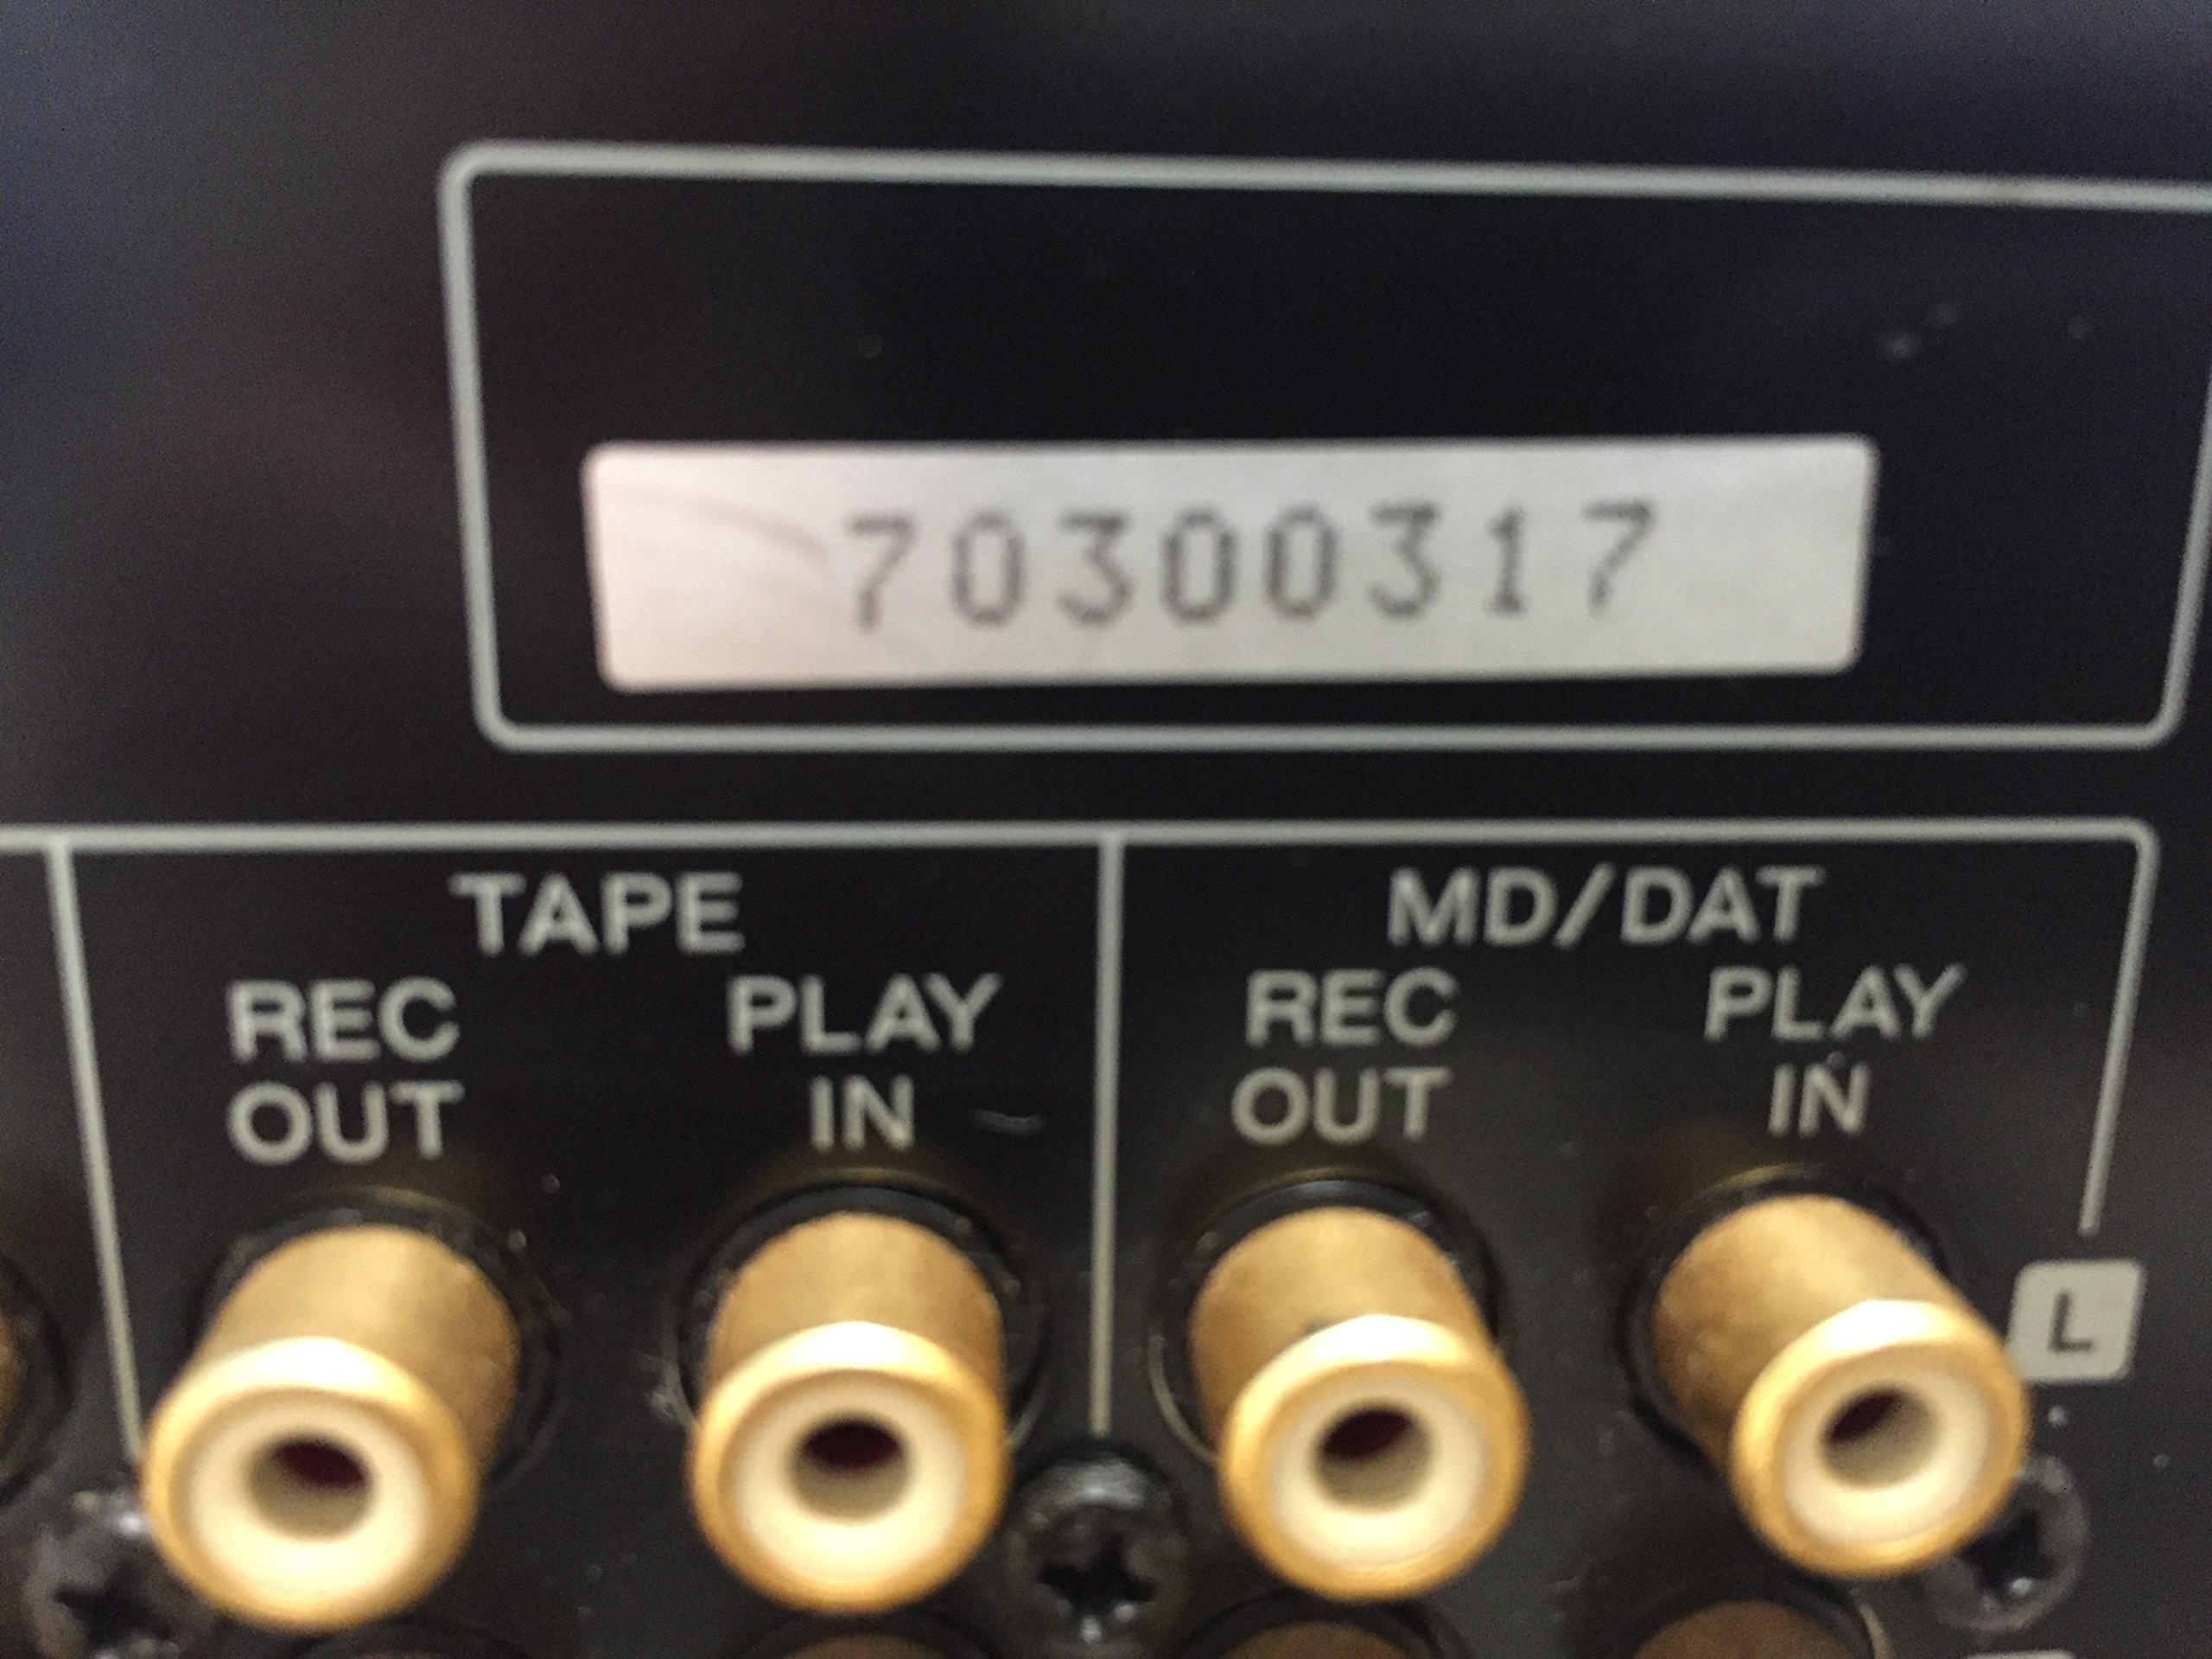 70300317
TAPE
MD/DAT
REC OUT
PLAY IN
REC OUT
PLAY IN
L